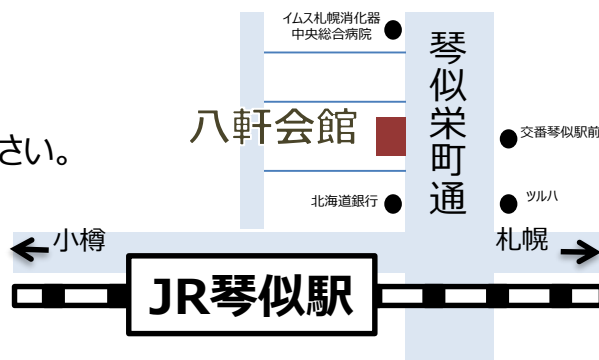 イムス札幌消化器
中央総合病院
琴似栄町通
八軒会館
交番琴似駅前
さい。
北海道銀行
ツルハ
小樽
札幌
JR琴似駅